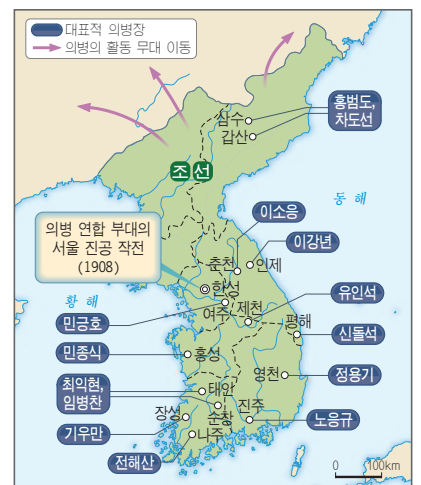 대표적 의병장
의병의 활동 무대 이동
홍범도,
차도선
삼수
갑산
조선
동해
이소응
의병 연합 부대의
서울 진공 작전
(1908)
이강년
춘천
인제
한성
유인석
황해
여주
제천
민긍호
평해
신돌석
민종식
홍성
영천
정용기
최익현,
임병찬
태안
장성
순창
진주
노응규
기우만
나주
전해산
0
100km